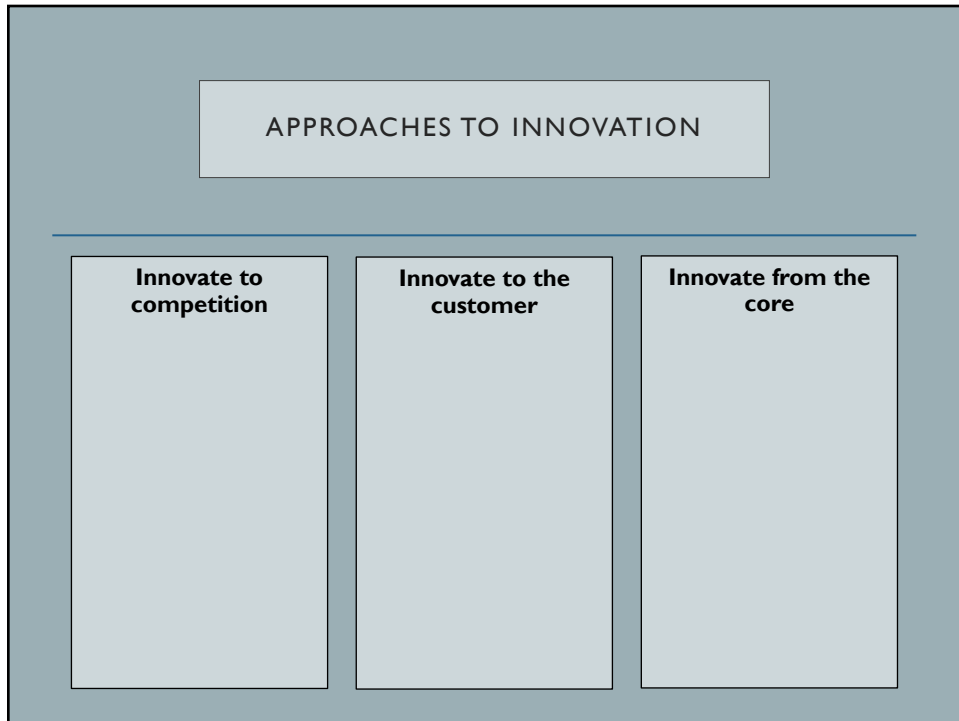 APPROACHES TO INNOVATION
Innovate to
competition
Innovate to the
customer
Innovate from the
core